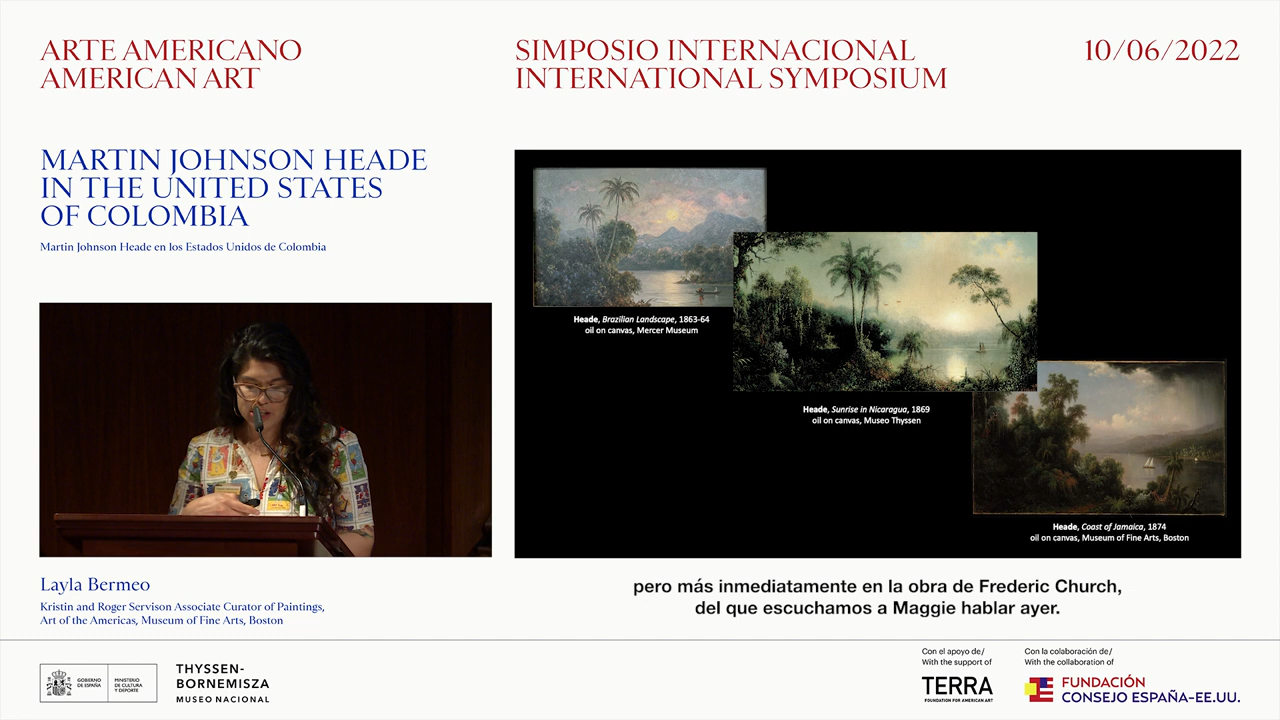 ARTE AMERICANO
AMERICAN ART
SIMPOSIO INTERNACIONAL
INTERNATIONAL SYMPOSIUM
10/06/2022
MARTIN JOHNSON HEADE
IN THE UNITED STATES
OF COLOMBIA
Martin Johnson Heade en los Estados Unidos de Colombia
Heade, Brazilian Landscape, 1863-64
oil on canvas, Mercer Museum
Heade, Sunrise in Nicaragua, 1869
oil on canvas, Museo Thyssen
Heade, Coast of Jamaica, 1874
oil on canvas, Museum of Fine Arts, Boston
Layla Bermeo
Kristin and Roger Servison Associate Curator of Paintings,
Art of the Americas, Museum of Fine Arts, Boston
pero más inmediatamente en la obra de Frederic Church,
del que escuchamos a Maggie hablar ayer.
GOBIERNO
DE ESPAÑA
MINISTERIO
DE CULTURA
Y DEPORTE
THYSSEN-
BORNEMISZA
MUSEO NACIONAL
Con el apoyo de/
With the support of
TERRA
FOUNDATION FOR AMERICAN ART
Con la colaboración de/
With the collaboration of
FUNDACIÓN
CONSEJO ESPAÑA-EE.UU.